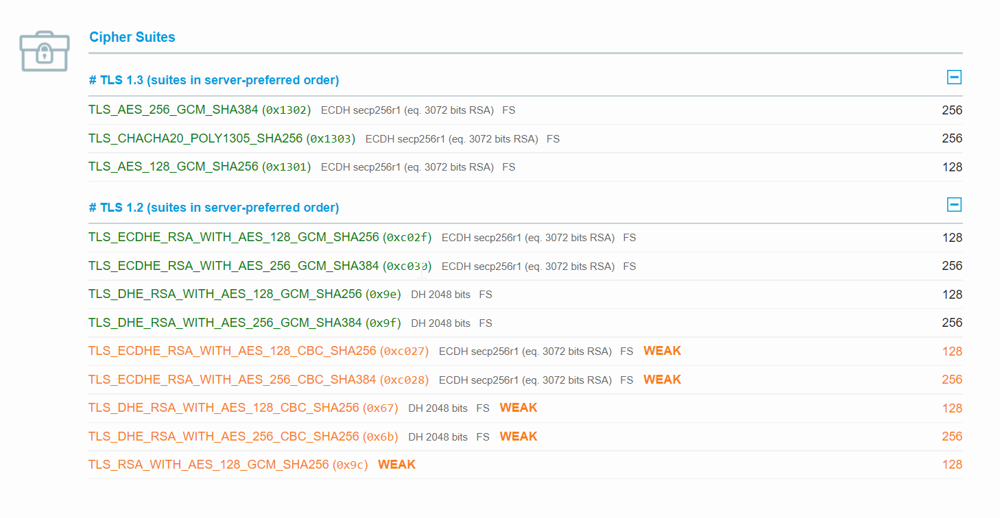 Cipher Suites
# TLS 1.3 (suites in server-preferred order)
TLS_AES_256_GCM_SHA384 (0x1302) ECDH secp256r1 (eq. 3072 bits RSA) FS 256
TLS_CHACHA20_POLY1305_SHA256 (0x1303) ECDH secp256r1 (eq. 3072 bits RSA) FS 256
TLS_AES_128_GCM_SHA256 (0x1301) ECDH secp256r1 (eq. 3072 bits RSA) FS 128
# TLS 1.2 (suites in server-preferred order)
TLS_ECDHE_RSA_WITH_AES_128_GCM_SHA256 (0xc02f) ECDH secp256r1 (eq. 3072 bits RSA) FS 128
TLS_ECDHE_RSA_WITH_AES_256_GCM_SHA384 (0xc030) ECDH secp256r1 (eq. 3072 bits RSA) FS 256
TLS_DHE_RSA_WITH_AES_128_GCM_SHA256 (0x9e) DH 2048 bits FS 128
TLS_DHE_RSA_WITH_AES_256_GCM_SHA384 (0x9f) DH 2048 bits FS 256
TLS_ECDHE_RSA_WITH_AES_128_CBC_SHA256 (0xc027) ECDH secp256r1 (eq. 3072 bits RSA) FS WEAK 128
TLS_ECDHE_RSA_WITH_AES_256_CBC_SHA384 (0xc028) ECDH secp256r1 (eq. 3072 bits RSA) FS WEAK 256
TLS_DHE_RSA_WITH_AES_128_CBC_SHA256 (0x67) DH 2048 bits FS WEAK 128
TLS_DHE_RSA_WITH_AES_256_CBC_SHA256 (0x6b) DH 2048 bits FS WEAK 256
TLS_RSA_WITH_AES_128_GCM_SHA256 (0x9c) WEAK 128